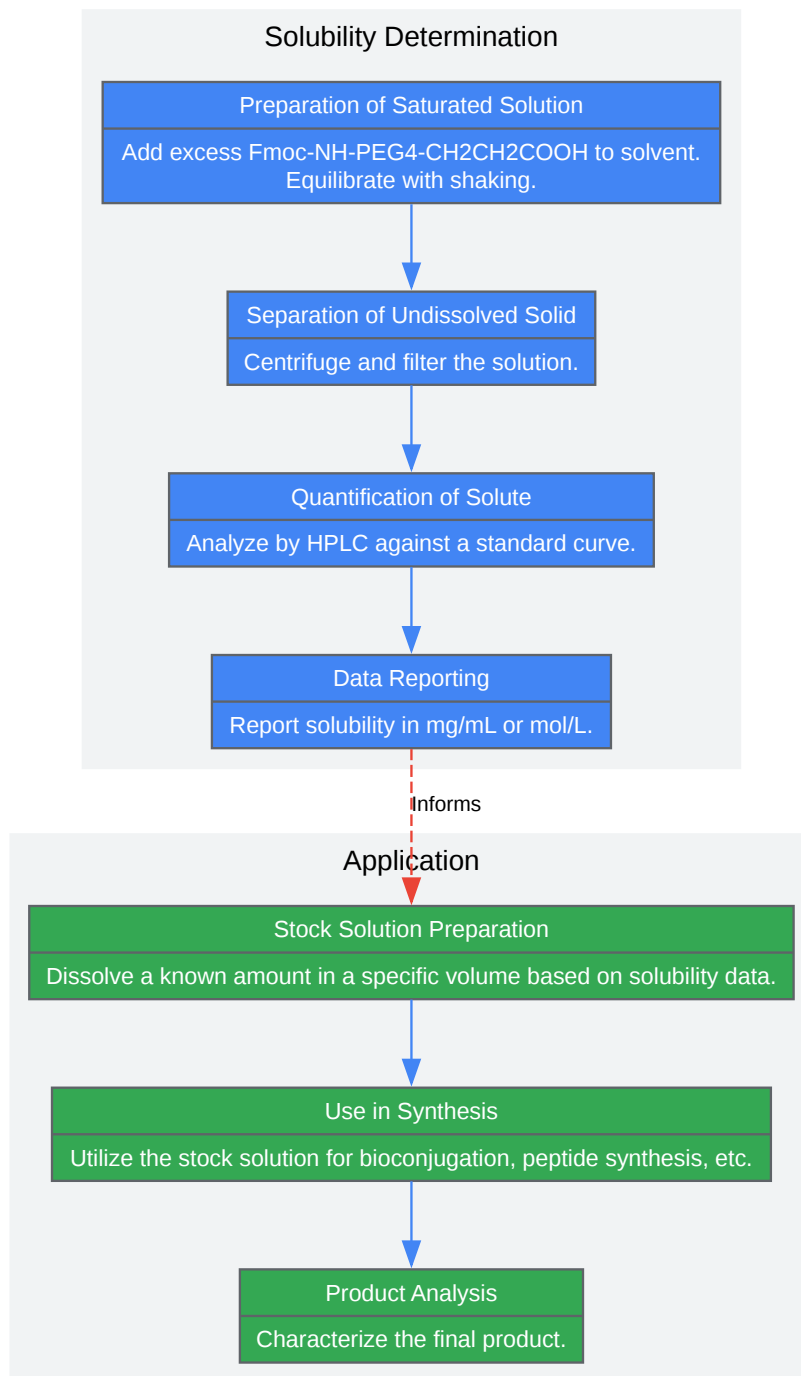 Solubility Determination
Preparation of Saturated Solution
Add excess Fmoc-NH-PEG4-CH2CH2COOH to solvent.
Equilibrate with shaking.
Separation of Undissolved Solid
Centrifuge and filter the solution.
Quantification of Solute
Analyze by HPLC against a standard curve.
Data Reporting
Report solubility in mg/mL or mol/L.
Informs
Application
Stock Solution Preparation
Dissolve a known amount in a specific volume based on solubility data.
Use in Synthesis
Utilize the stock solution for bioconjugation, peptide synthesis, etc.
Product Analysis
Characterize the final product.